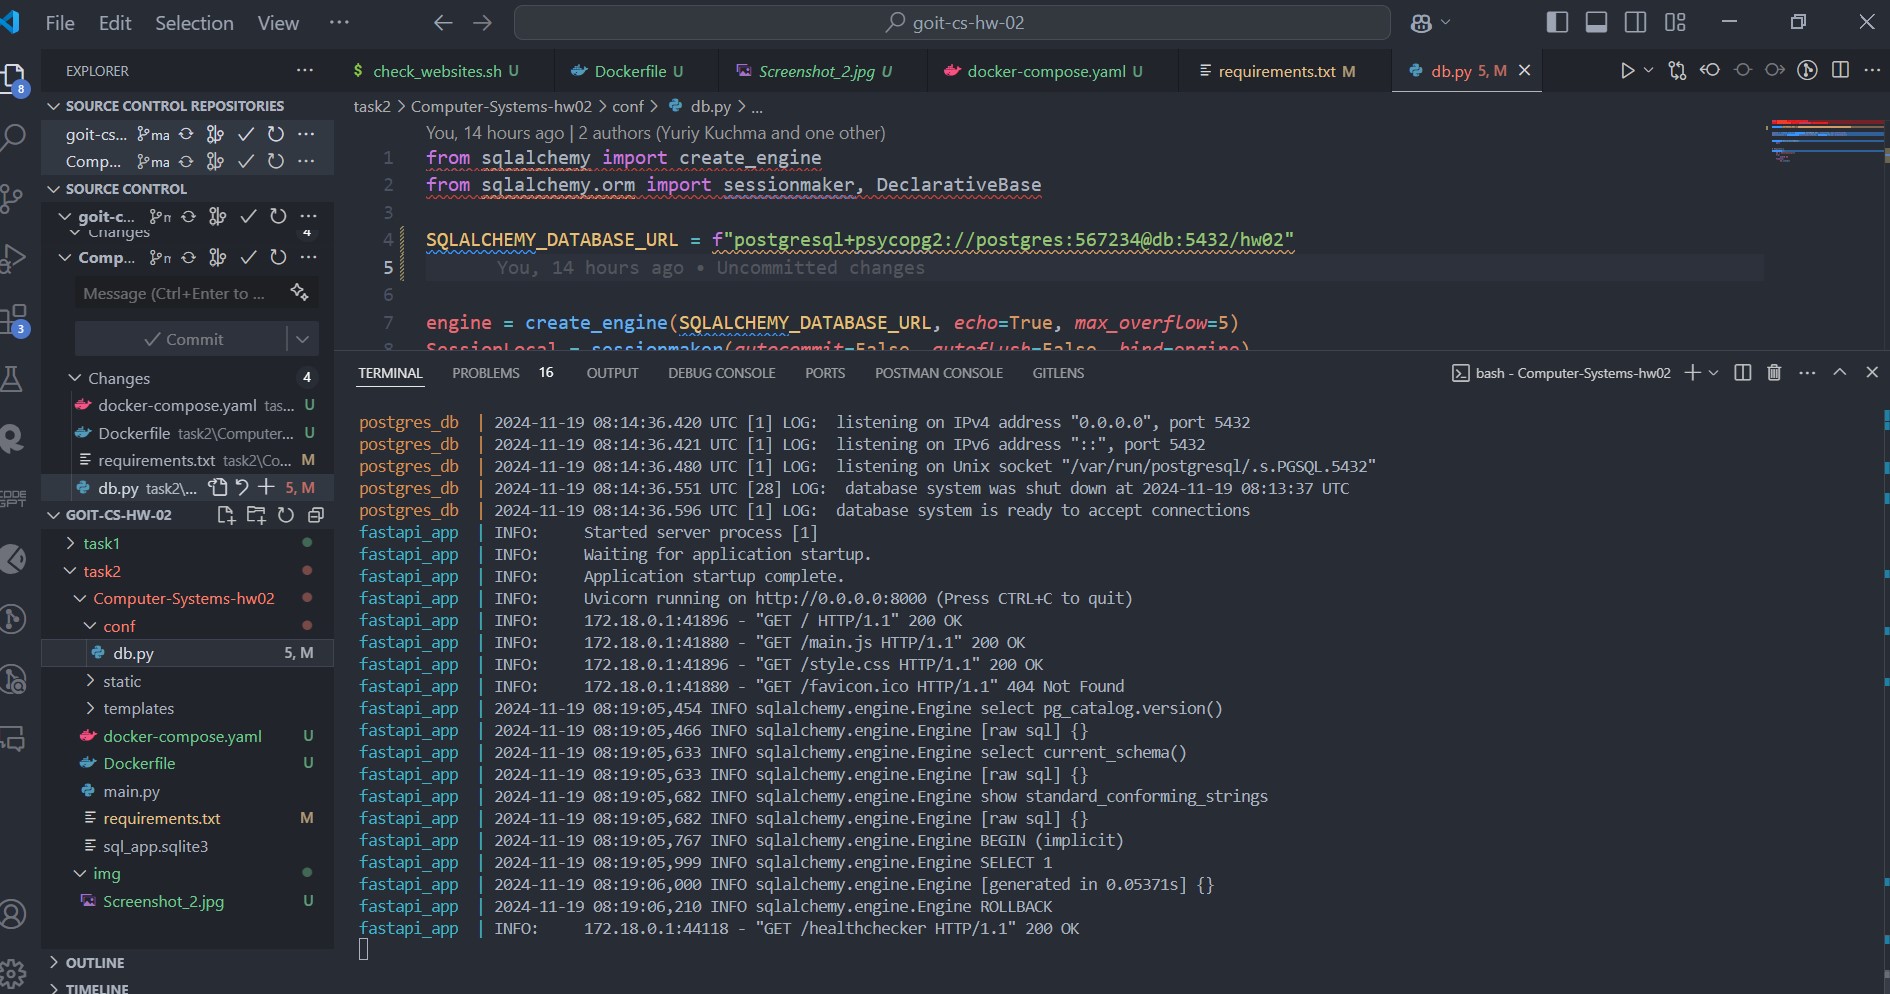 File Edit Selection View ··· goit-cs-hw-02
EXPLORER ···
8
SOURCE CONTROL REPOSITORIES
goit-cs... ma ···
Comp... ma ···
SOURCE CONTROL
goit-c... ···
Changes 4
Comp... ···
Message (Ctrl+Enter to ...
Commit
3
Changes 4
docker-compose.yaml tas... U
Dockerfile task2\Computer... U
requirements.txt task2\Co... M
db.py task2\... 5, M
GOIT-CS-HW-02
task1
task2
Computer-Systems-hw02
conf
db.py 5, M
static
templates
docker-compose.yaml U
Dockerfile U
main.py
requirements.txt M
sql_app.sqlite3
img
Screenshot_2.jpg U
OUTLINE
TIMELINE
$ check_websites.sh U Dockerfile U Screenshot_2.jpg U docker-compose.yaml U requirements.txt M db.py 5, M
task2 > Computer-Systems-hw02 > conf > db.py > ...
You, 14 hours ago | 2 authors (Yuriy Kuchma and one other)
1 from sqlalchemy import create_engine
2 from sqlalchemy.orm import sessionmaker, DeclarativeBase
3
4 SQLALCHEMY_DATABASE_URL = f"postgresql+psycopg2://postgres:567234@db:5432/hw02"
5 You, 14 hours ago • Uncommitted changes
6
7 engine = create_engine(SQLALCHEMY_DATABASE_URL, echo=True, max_overflow=5)
8 SessionLocal = sessionmaker(autocommit=False, autoflush=False, bind=engine)
TERMINAL PROBLEMS 16 OUTPUT DEBUG CONSOLE PORTS POSTMAN CONSOLE GITLENS bash - Computer-Systems-hw02
postgres_db | 2024-11-19 08:14:36.420 UTC [1] LOG: listening on IPv4 address "0.0.0.0", port 5432
postgres_db | 2024-11-19 08:14:36.421 UTC [1] LOG: listening on IPv6 address "::", port 5432
postgres_db | 2024-11-19 08:14:36.480 UTC [1] LOG: listening on Unix socket "/var/run/postgresql/.s.PGSQL.5432"
postgres_db | 2024-11-19 08:14:36.551 UTC [28] LOG: database system was shut down at 2024-11-19 08:13:37 UTC
postgres_db | 2024-11-19 08:14:36.596 UTC [1] LOG: database system is ready to accept connections
fastapi_app | INFO: Started server process [1]
fastapi_app | INFO: Waiting for application startup.
fastapi_app | INFO: Application startup complete.
fastapi_app | INFO: Uvicorn running on http://0.0.0.0:8000 (Press CTRL+C to quit)
fastapi_app | INFO: 172.18.0.1:41896 - "GET / HTTP/1.1" 200 OK
fastapi_app | INFO: 172.18.0.1:41880 - "GET /main.js HTTP/1.1" 200 OK
fastapi_app | INFO: 172.18.0.1:41896 - "GET /style.css HTTP/1.1" 200 OK
fastapi_app | INFO: 172.18.0.1:41880 - "GET /favicon.ico HTTP/1.1" 404 Not Found
fastapi_app | 2024-11-19 08:19:05,454 INFO sqlalchemy.engine.Engine select pg_catalog.version()
fastapi_app | 2024-11-19 08:19:05,466 INFO sqlalchemy.engine.Engine [raw sql] {}
fastapi_app | 2024-11-19 08:19:05,633 INFO sqlalchemy.engine.Engine select current_schema()
fastapi_app | 2024-11-19 08:19:05,633 INFO sqlalchemy.engine.Engine [raw sql] {}
fastapi_app | 2024-11-19 08:19:05,682 INFO sqlalchemy.engine.Engine show standard_conforming_strings
fastapi_app | 2024-11-19 08:19:05,682 INFO sqlalchemy.engine.Engine [raw sql] {}
fastapi_app | 2024-11-19 08:19:05,767 INFO sqlalchemy.engine.Engine BEGIN (implicit)
fastapi_app | 2024-11-19 08:19:05,999 INFO sqlalchemy.engine.Engine SELECT 1
fastapi_app | 2024-11-19 08:19:06,000 INFO sqlalchemy.engine.Engine [generated in 0.05371s] {}
fastapi_app | 2024-11-19 08:19:06,210 INFO sqlalchemy.engine.Engine ROLLBACK
fastapi_app | INFO: 172.18.0.1:44118 - "GET /healthchecker HTTP/1.1" 200 OK